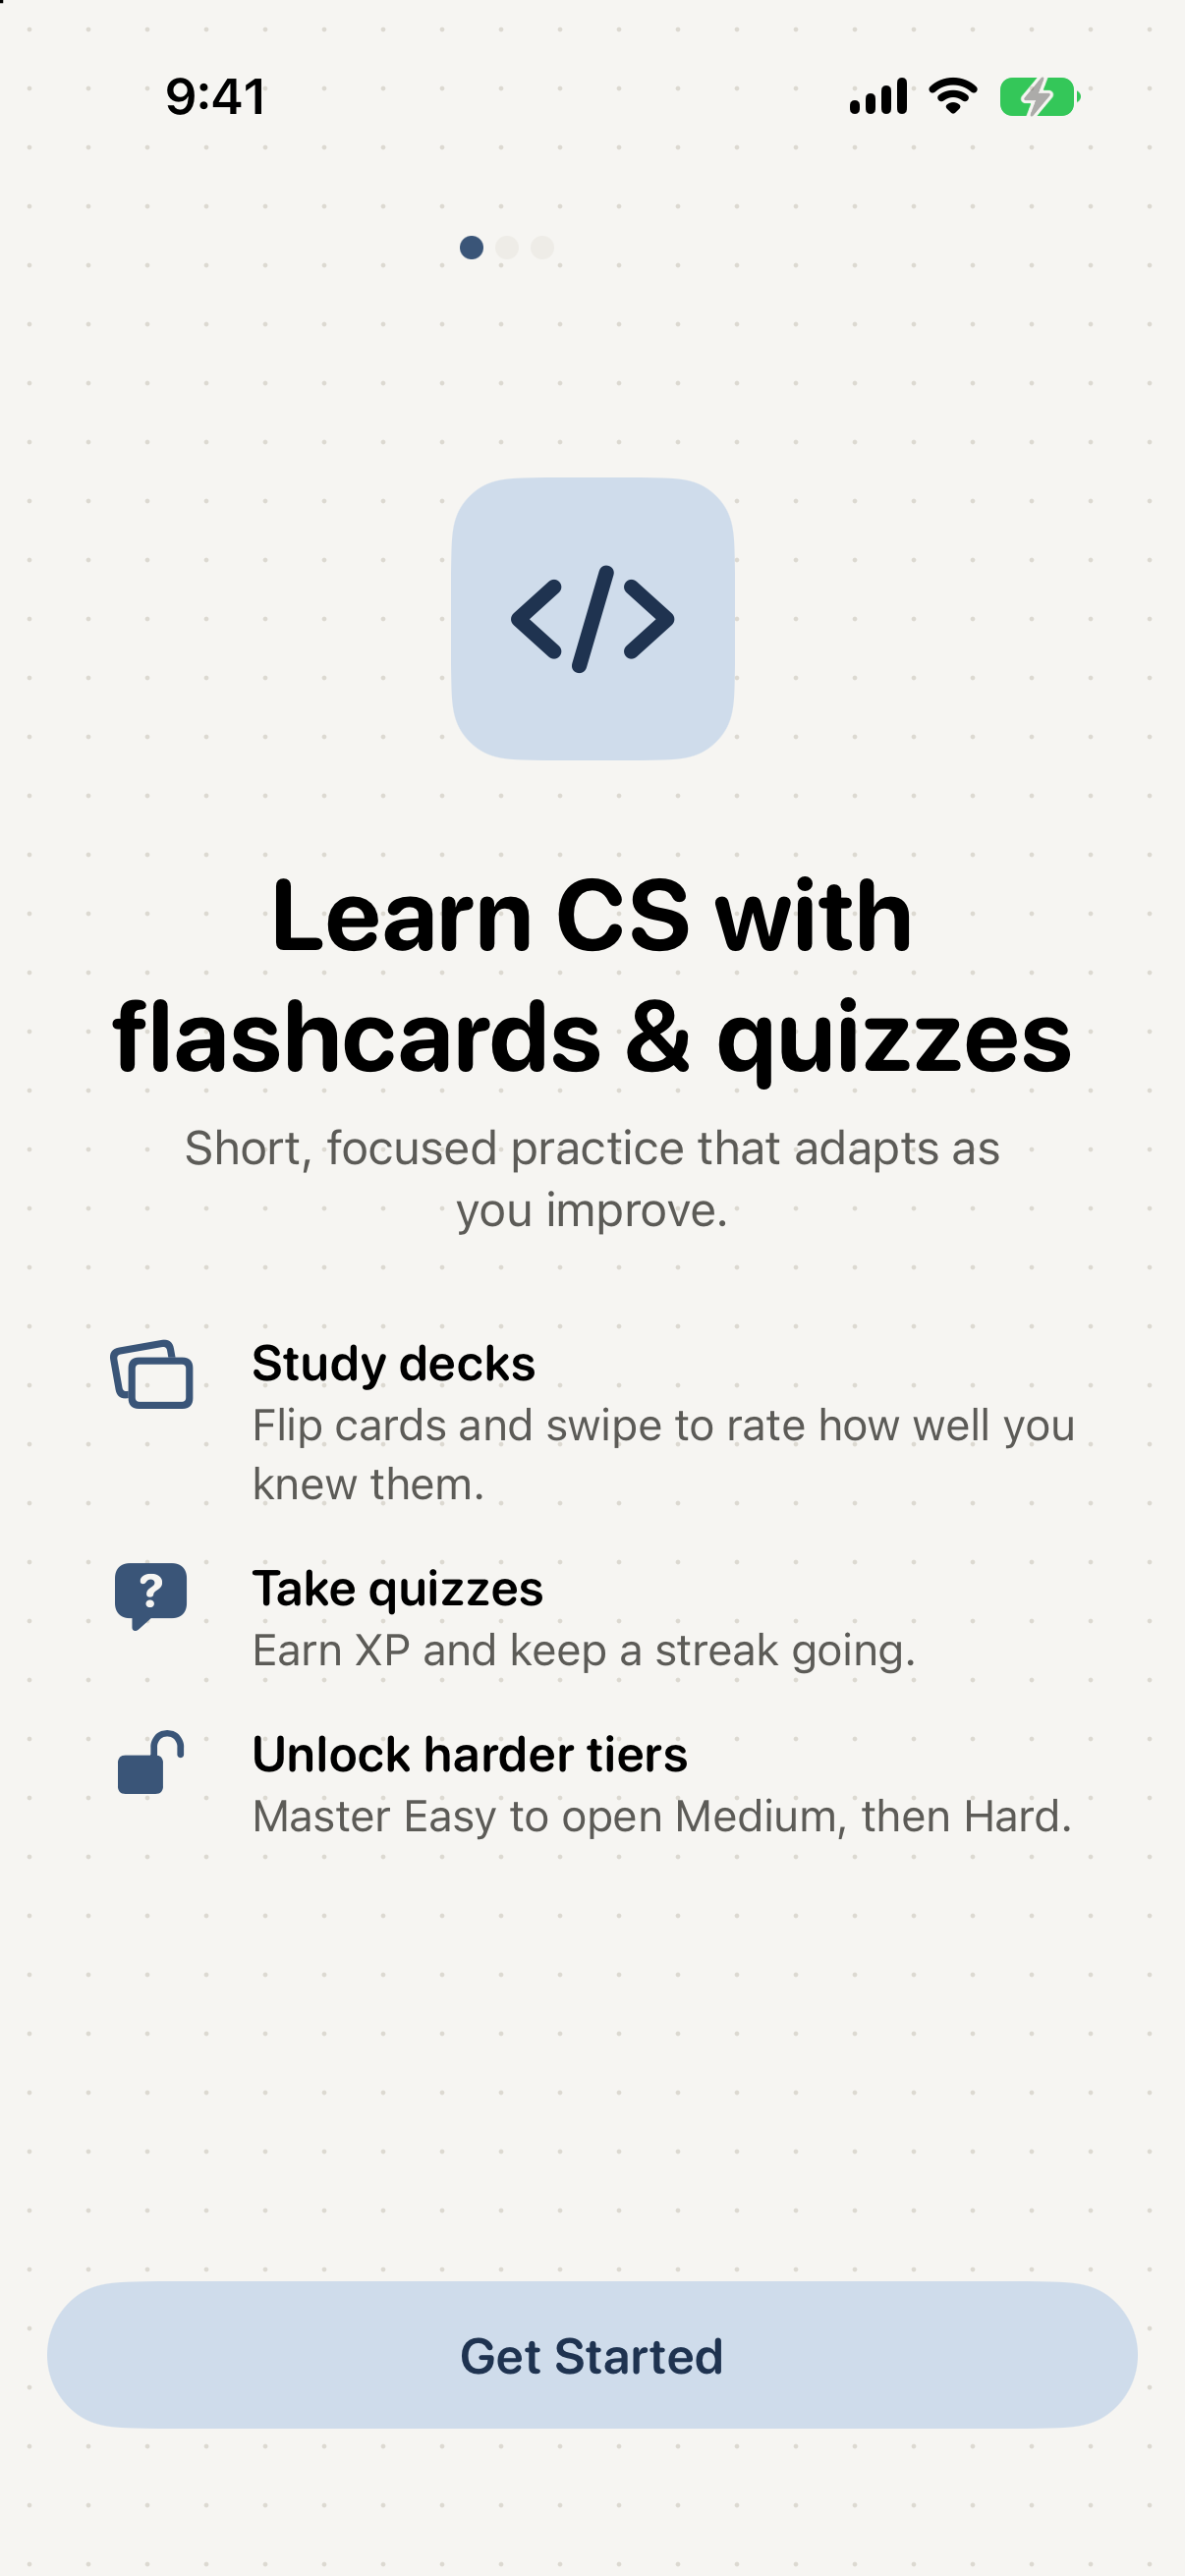 9:41
</>
Learn CS with
flashcards & quizzes
Short, focused practice that adapts as
you improve.
Study decks
Flip cards and swipe to rate how well you
knew them.
?
Take quizzes
Earn XP and keep a streak going.
Unlock harder tiers
Master Easy to open Medium, then Hard.
Get Started